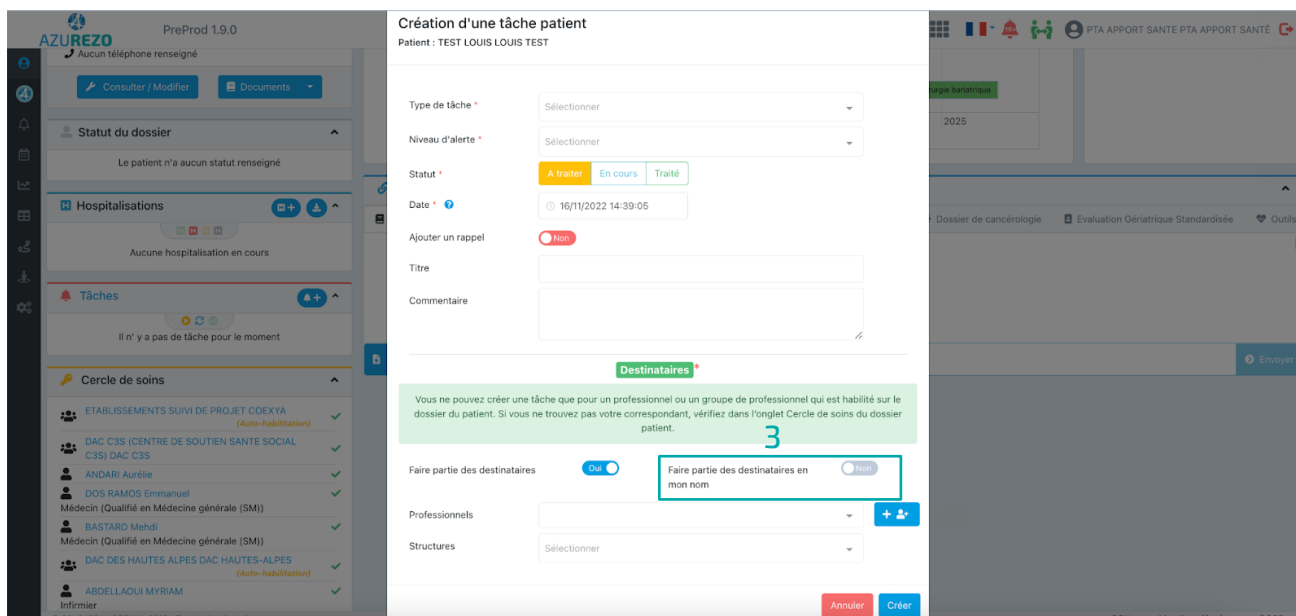 AZUREZO
PreProd 1.9.0
PTA APPORT SANTE PTA APPORT SANTÉ
Aucun téléphone renseigné
Consulter / Modifier
Documents
Statut du dossier
Le patient n'a aucun statut renseigné
Hospitalisations
Aucune hospitalisation en cours
Tâches
Il n' y a pas de tâche pour le moment
Cercle de soins
ETABLISSEMENTS SUIVI DE PROJET COEXYA
(Auto-habilitation)
DAC C3S (CENTRE DE SOUTIEN SANTE SOCIAL
C3S) DAC C3S
ANDARI Aurélie
DOS RAMOS Emmanuel
Médecin (Qualifié en Médecine générale (SM))
BASTARD Mehdi
Médecin (Qualifié en Médecine générale (SM))
DAC DES HAUTES ALPES DAC HAUTES-ALPES
(Auto-habilitation)
ABDELLAOUI MYRIAM
Infirmier
Création d'une tâche patient
Patient : TEST LOUIS LOUIS TEST
Type de tâche *
Sélectionner
Niveau d'alerte *
Sélectionner
Statut *
A traiter
En cours
Traité
Date *
16/11/2022 14:39:05
Ajouter un rappel
Non
Titre
Commentaire
Destinataires *
Vous ne pouvez créer une tâche que pour un professionnel ou un groupe de professionnel qui est habilité sur le
dossier du patient. Si vous ne trouvez pas votre correspondant, vérifiez dans l'onglet Cercle de soins du dossier
patient.
3
Faire partie des destinataires
Oui
Faire partie des destinataires en
mon nom
Non
Professionnels
Structures
Sélectionner
Annuler
Créer
bariatrique
2025
Dossier de cancérologie
Evaluation Gériatrique Standardisée
Outils
Envoyer